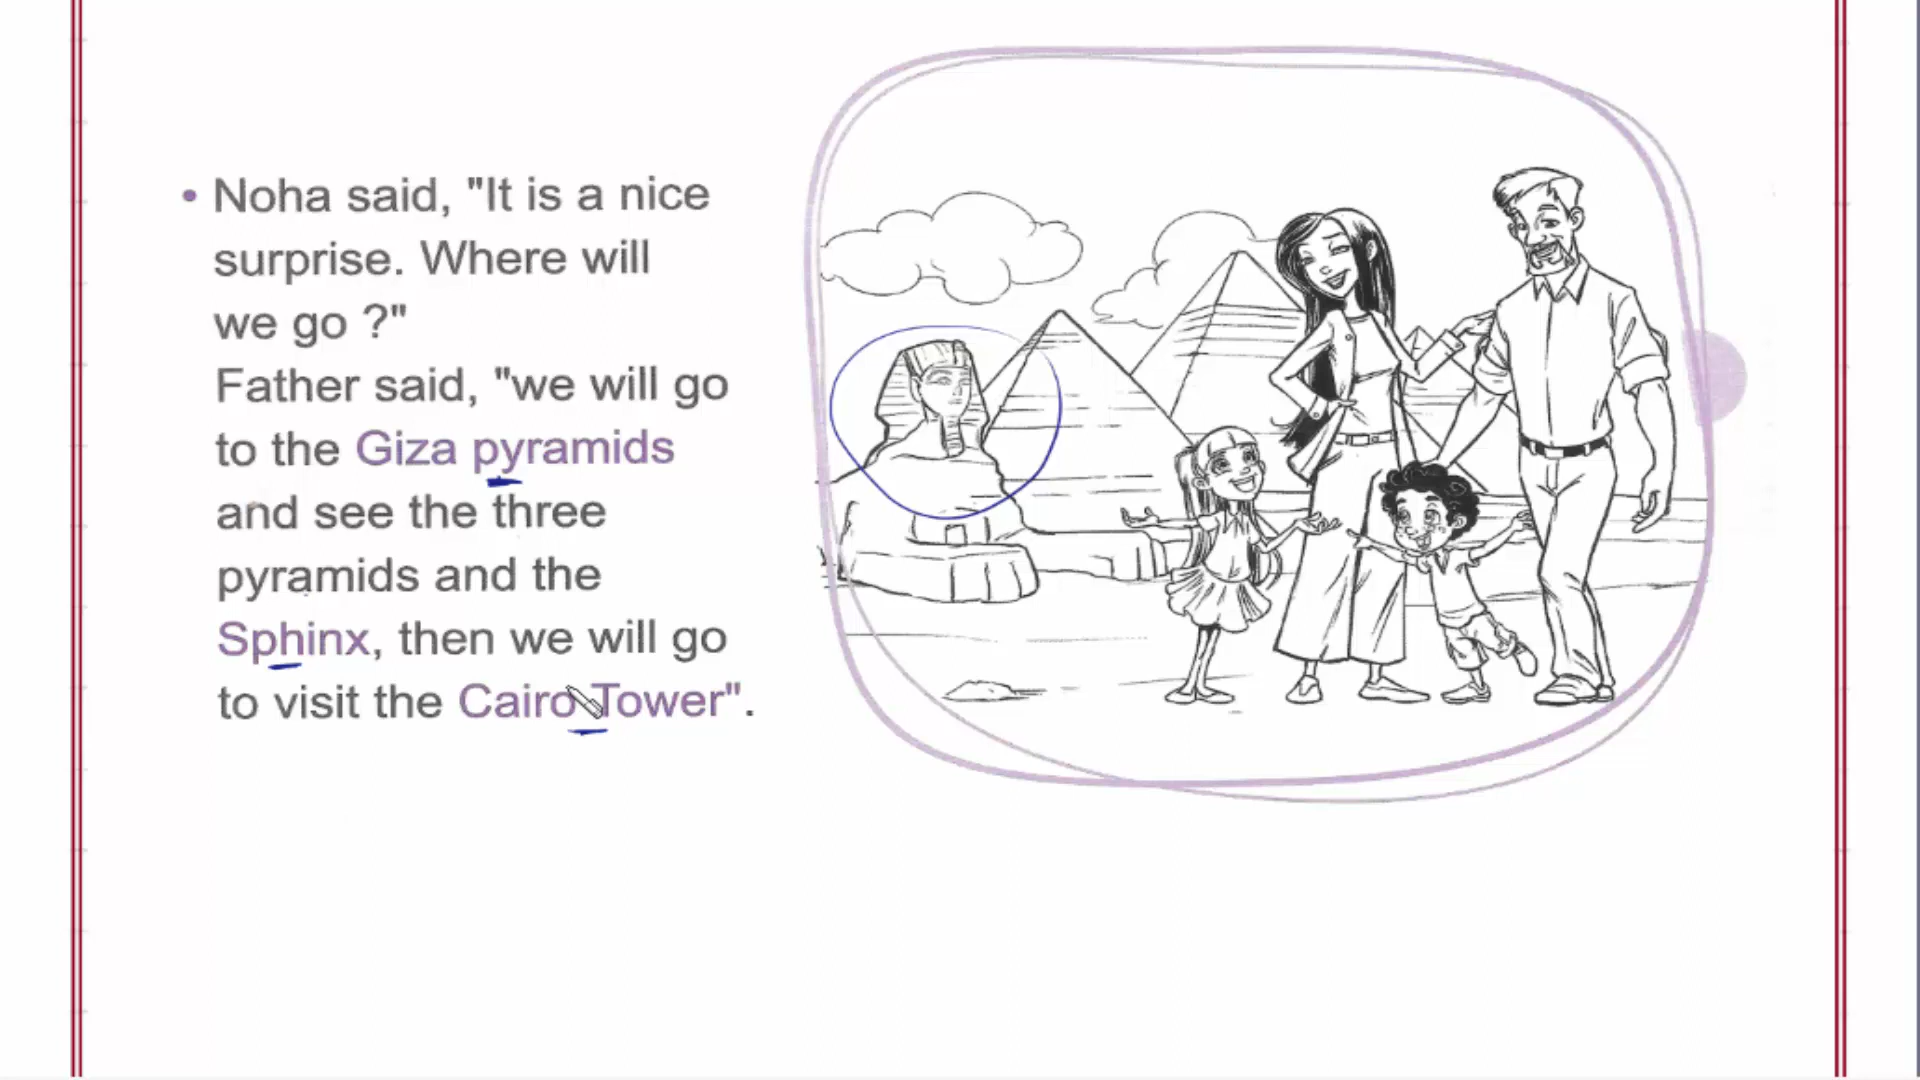 • Noha said, "It is a nice
surprise. Where will
we go ?"
Father said, "we will go
to the Giza pyramids
and see the three
pyramids and the
Sphinx, then we will go
to visit the Cairo Tower".